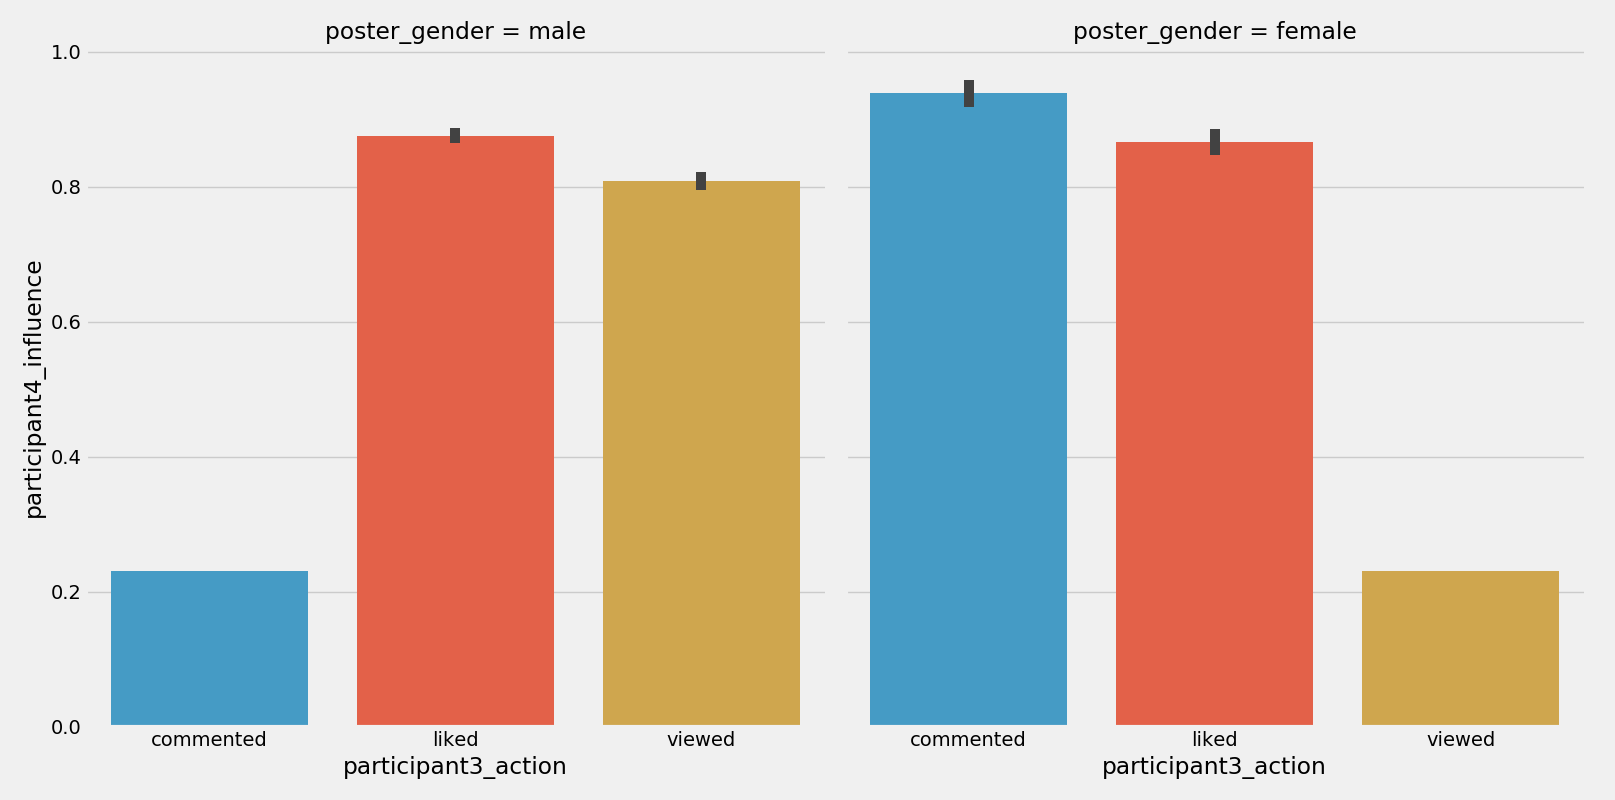 poster_gender = male
poster_gender = female
1.0
0.8
0.6
0.4
0.2
0.0
participant4_influence
commented liked viewed
commented liked viewed
participant3_action
participant3_action